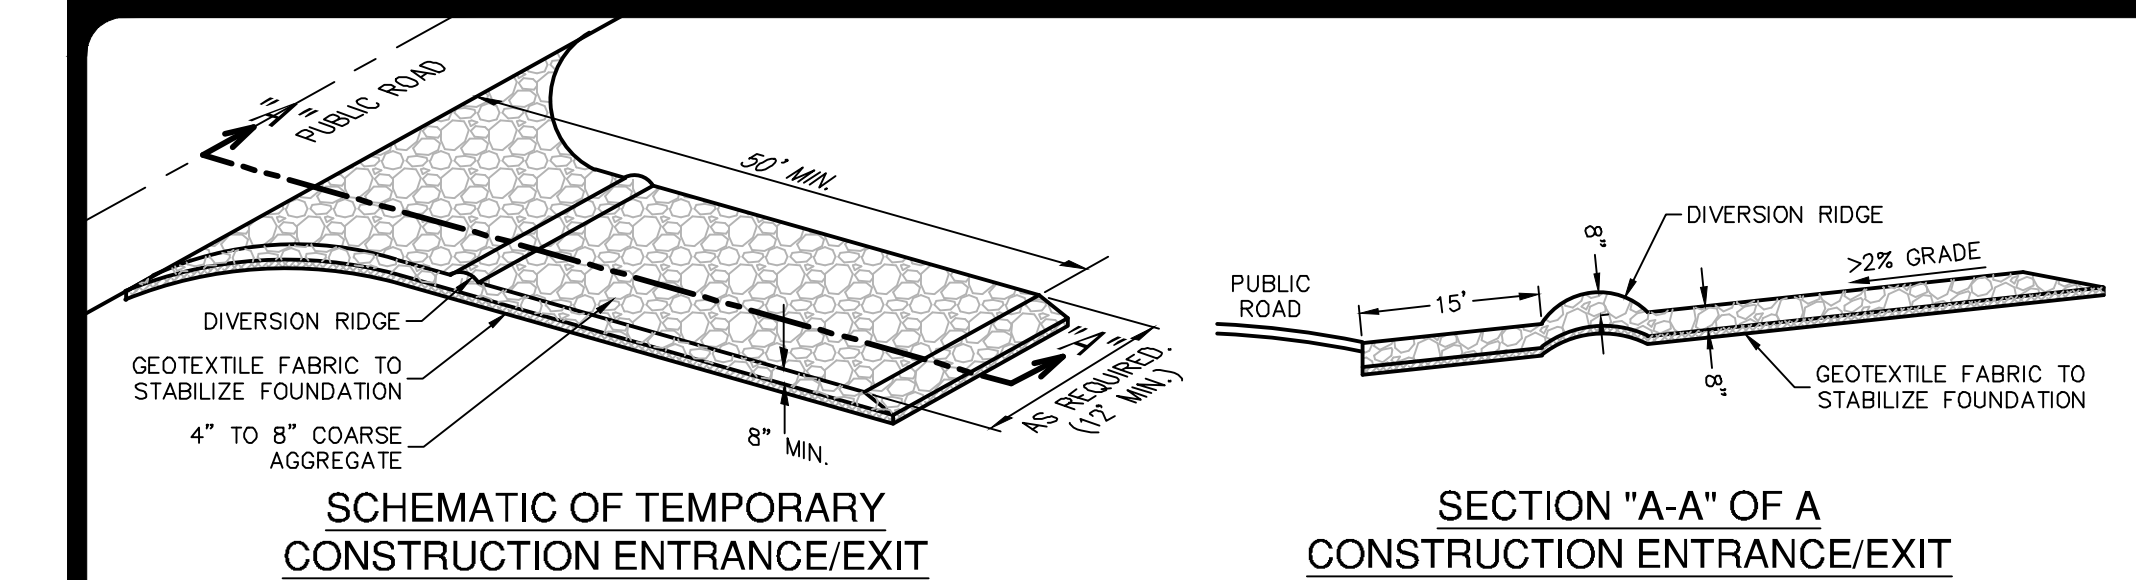 "A"
PUBLIC ROAD
50' MIN.
DIVERSION RIDGE
GEOTEXTILE FABRIC TO
STABILIZE FOUNDATION
4" TO 8" COARSE
AGGREGATE
8" MIN.
"A"
AS REQUIRED.
(12' MIN.)
SCHEMATIC OF TEMPORARY
CONSTRUCTION ENTRANCE/EXIT
PUBLIC
ROAD
15'
8"
DIVERSION RIDGE
>2% GRADE
8"
GEOTEXTILE FABRIC TO
STABILIZE FOUNDATION
SECTION "A-A" OF A
CONSTRUCTION ENTRANCE/EXIT